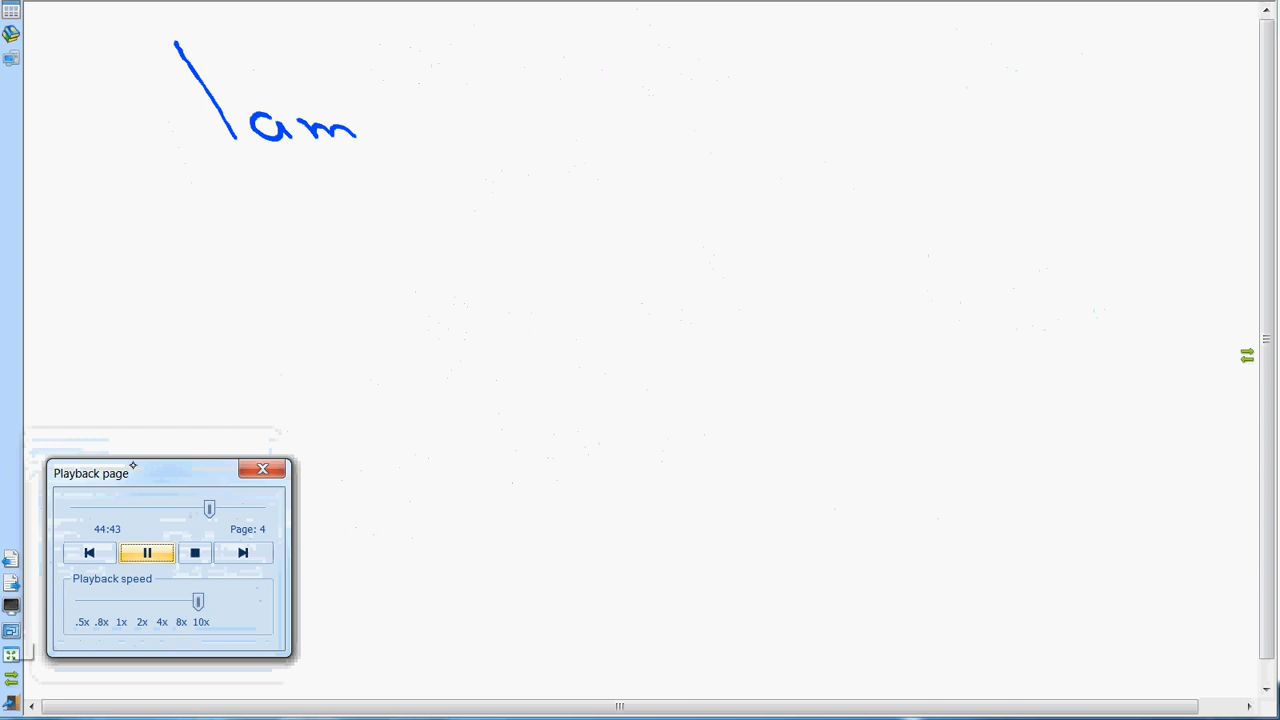 I am
Playback page
44:43 Page: 4
Playback speed
.5x .8x 1x 2x 4x 8x 10x